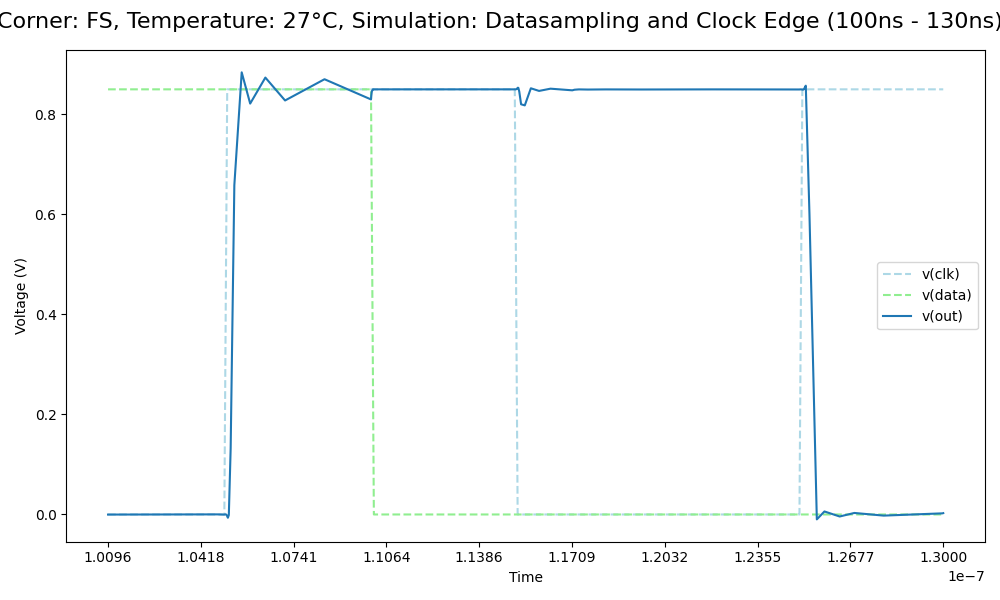 Corner: FS, Temperature: 27°C, Simulation: Datasampling and Clock Edge (100ns - 130ns)
Voltage (V)
0.8
0.6
0.4
0.2
0.0
v(clk)
v(data)
v(out)
1.0096 1.0418 1.0741 1.1064 1.1386 1.1709 1.2032 1.2355 1.2677 1.3000
Time
1e−7